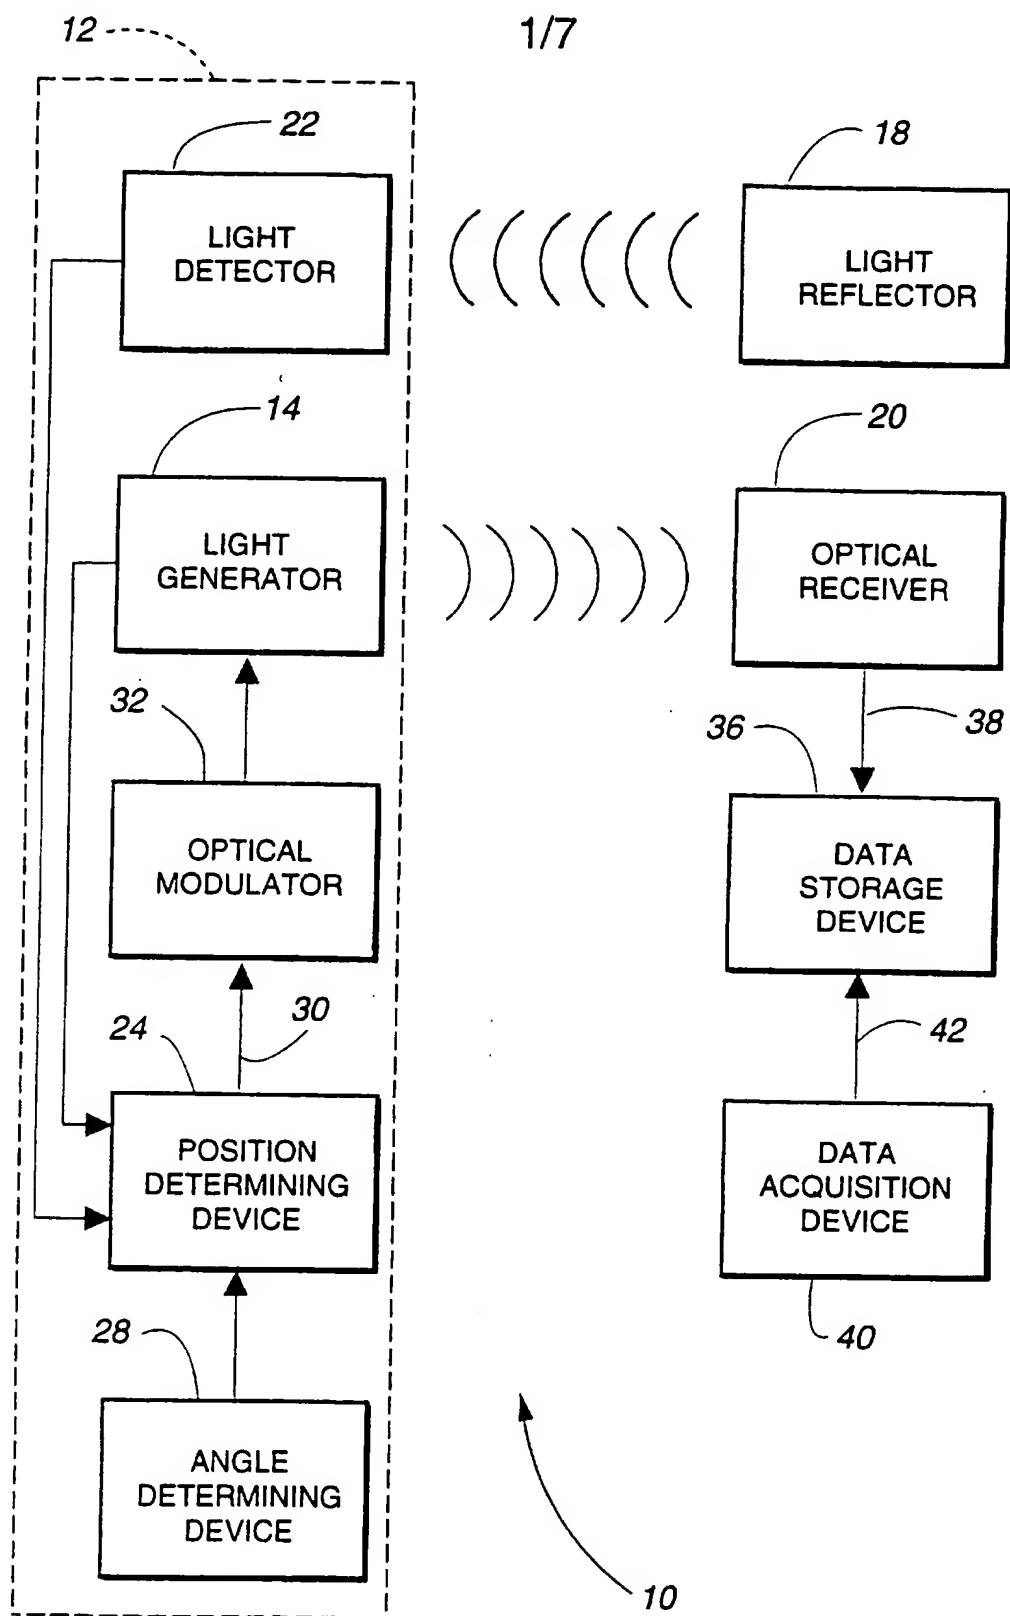 1/7
12
22
18
LIGHT
DETECTOR
LIGHT
REFLECTOR
14
20
LIGHT
GENERATOR
OPTICAL
RECEIVER
32
36
38
OPTICAL
MODULATOR
DATA
STORAGE
DEVICE
24
30
42
POSITION
DETERMINING
DEVICE
DATA
ACQUISITION
DEVICE
28
40
ANGLE
DETERMINING
DEVICE
10